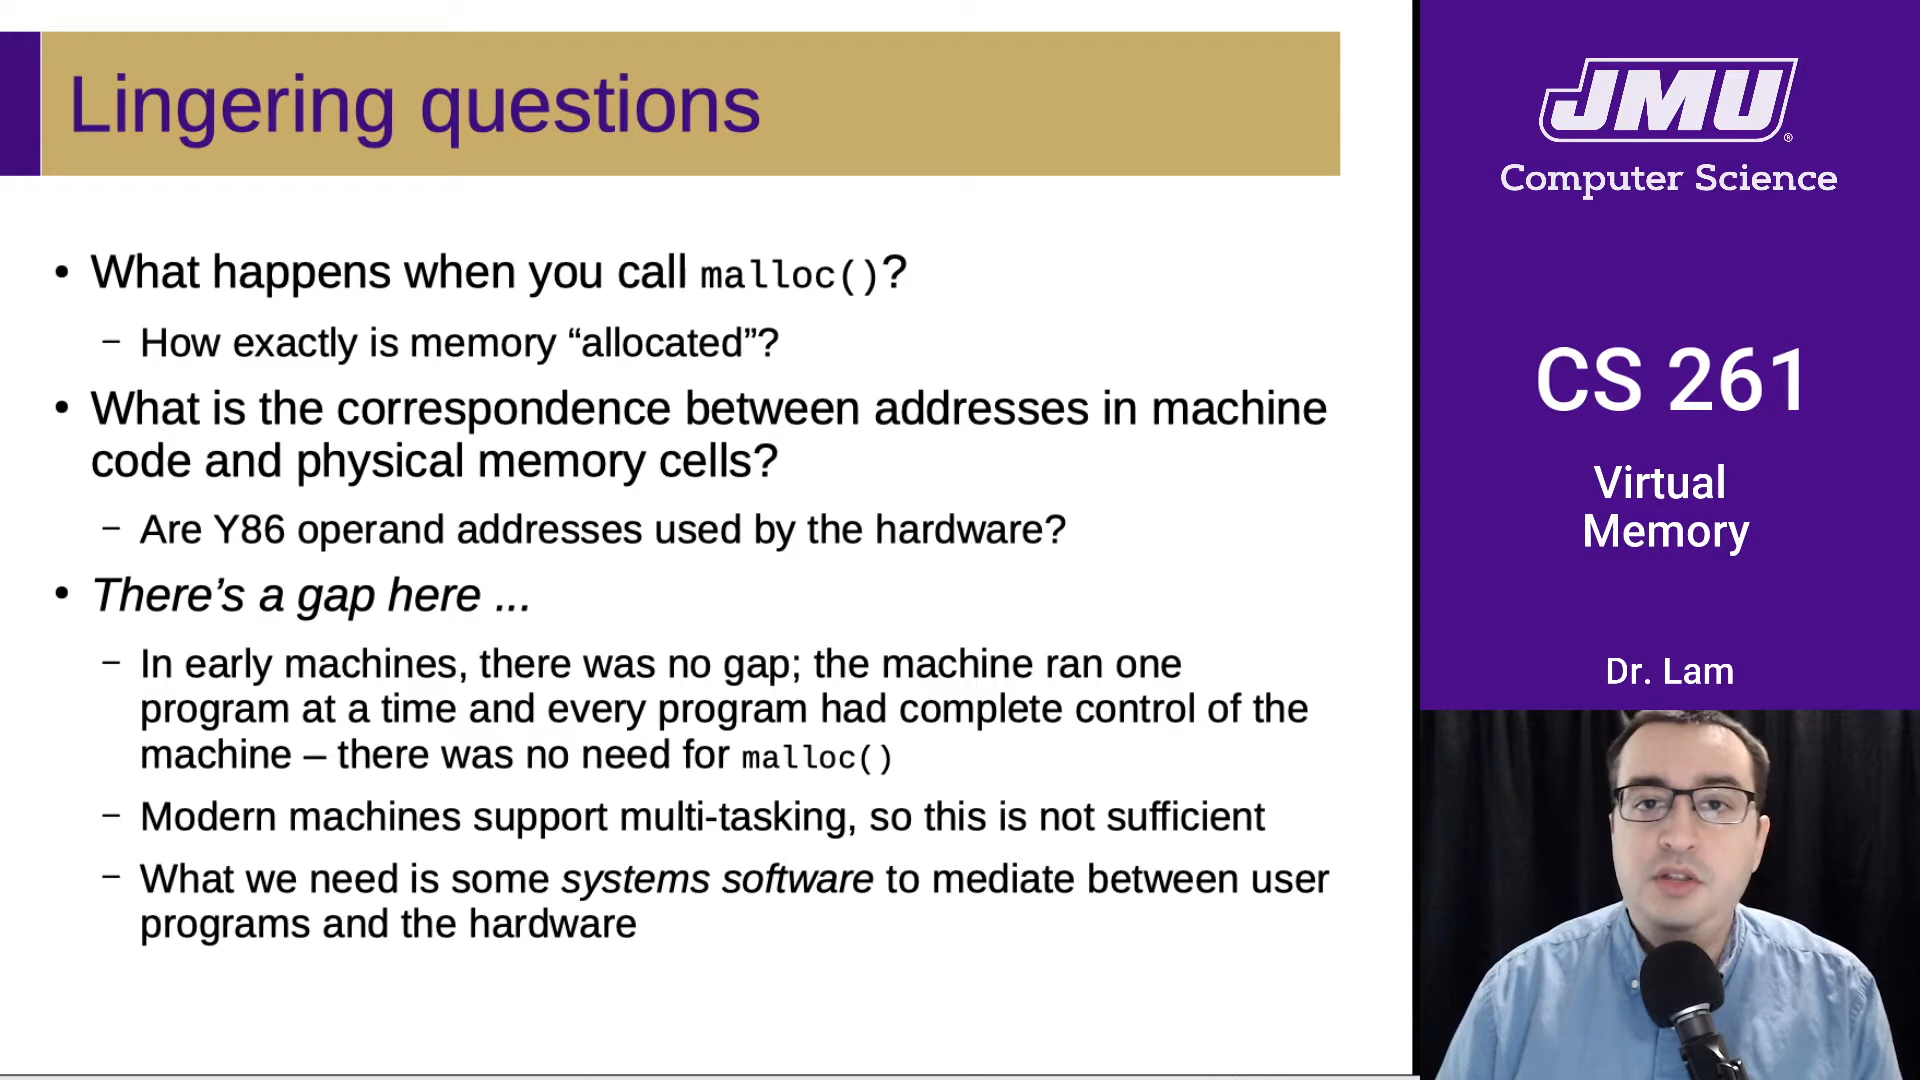 Lingering questions
• What happens when you call malloc()?
– How exactly is memory “allocated”?
• What is the correspondence between addresses in machine
code and physical memory cells?
– Are Y86 operand addresses used by the hardware?
• There’s a gap here ...
– In early machines, there was no gap; the machine ran one
program at a time and every program had complete control of the
machine – there was no need for malloc()
– Modern machines support multi-tasking, so this is not sufficient
– What we need is some systems software to mediate between user
programs and the hardware
JMU®
Computer Science
CS 261
Virtual
Memory
Dr. Lam